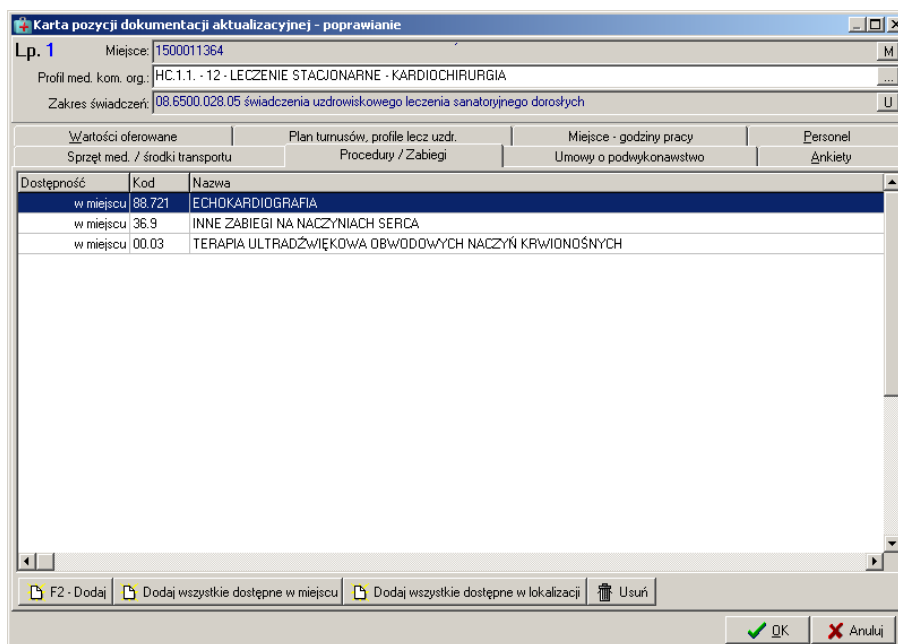 Karta pozycji dokumentacji aktualizacyjnej - poprawianie
Lp. 1 Miejsce: 1500011364 M
Profil med. kom. org.: HC.1.1. - 12 - LECZENIE STACJONARNE - KARDIOCHIRURGIA ...
Zakres świadczeń: 08.6500.028.05 świadczenia uzdrowiskowego leczenia sanatoryjnego dorosłych U
Wartości oferowane Plan turnusów, profile lecz uzdr. Miejsce - godziny pracy Personel
Sprzęt med. / środki transportu Procedury / Zabiegi Umowy o podwykonawstwo Ankiety
Dostępność Kod Nazwa
w miejscu 88.721 ECHOKARDIOGRAFIA
w miejscu 36.9 INNE ZABIEGI NA NACZYNIACH SERCA
w miejscu 00.03 TERAPIA ULTRADŹWIĘKOWA OBWODOWYCH NACZYŃ KRWIONOŚNYCH
F2 - Dodaj Dodaj wszystkie dostępne w miejscu Dodaj wszystkie dostępne w lokalizacji Usuń
OK Anuluj